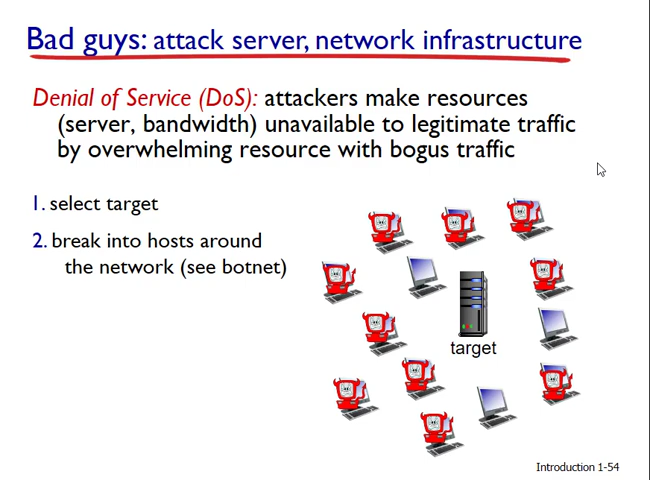 Bad guys: attack server, network infrastructure
Denial of Service (DoS): attackers make resources
(server, bandwidth) unavailable to legitimate traffic
by overwhelming resource with bogus traffic
1. select target
2. break into hosts around
the network (see botnet)
target
Introduction 1-54